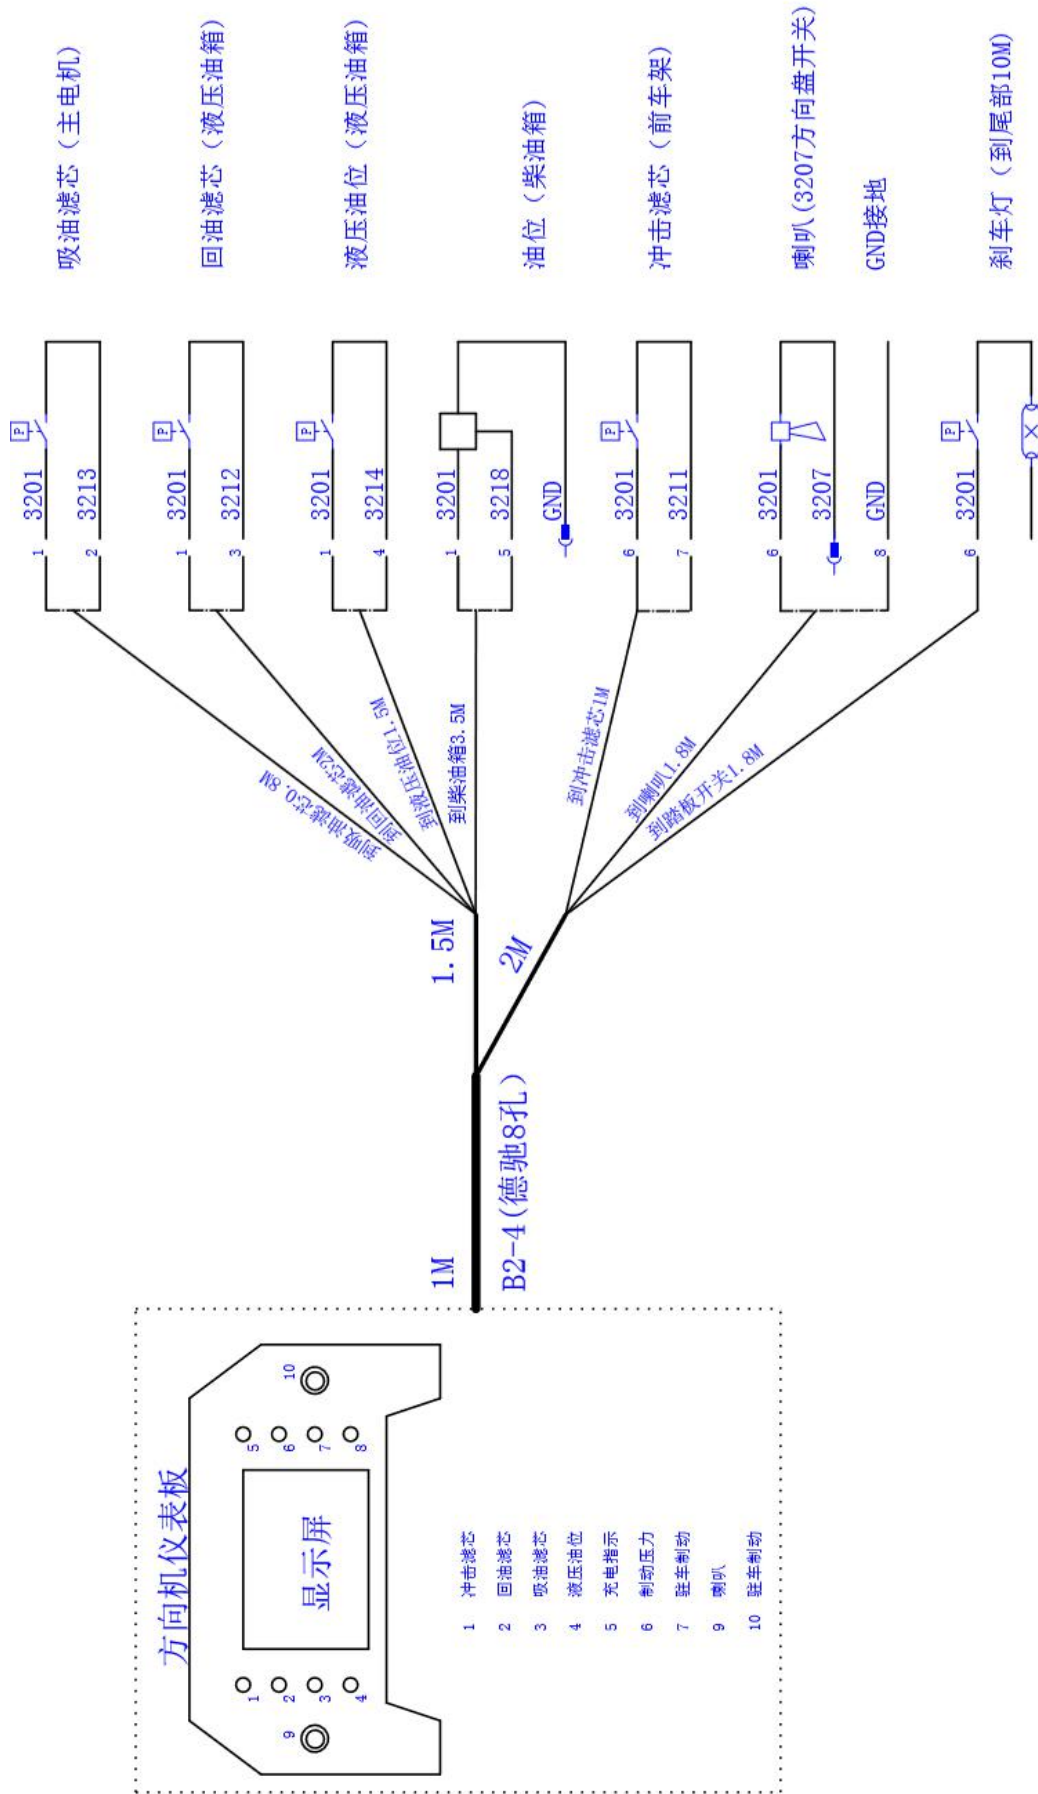 吸油滤芯（主电机）
回油滤芯（液压油箱）
液压油位（液压油箱）
油位（柴油箱）
冲击滤芯（前车架）
喇叭(3207方向盘开关)
GND接地
刹车灯（到尾部10M）
P
3201
3213
1
2
P
3201
3212
1
3
P
3201
3214
1
4
3201
3218
GND
1
5
P
3201
3211
6
7
3201
3207
GND
6
8
P
3201
6
到吸油滤芯0.8M
到回油滤芯2M
到液压油位1.5M
到柴油箱3.5M
到冲击滤芯1M
到喇叭1.8M
到踏板开关1.8M
1.5M
2M
1M
B2-4(德驰8孔)
方向机仪表板
显示屏
1
2
3
4
5
6
7
8
9
10
1 冲击滤芯
2 回油滤芯
3 吸油滤芯
4 液压油位
5 充电指示
6 制动压力
7 驻车制动
9 喇叭
10 驻车制动